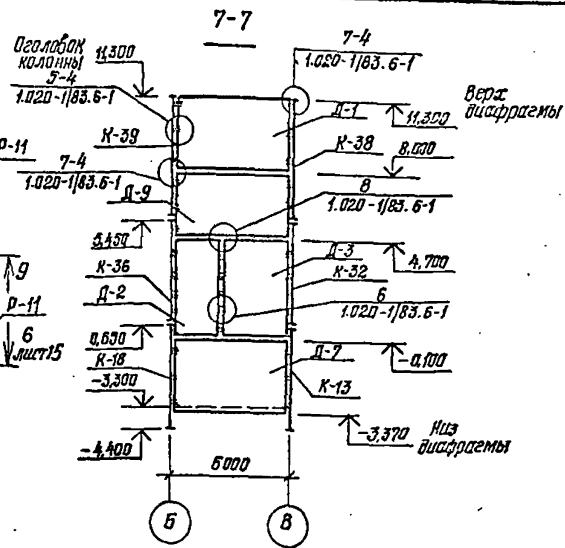 7-7
Оголовок
колонны
11,300
5-4
1.020-1/83.6-1
7-4
1.020-1/83.6-1
Верх
диафрагмы
Д-1
11,300
К-39
К-38
8,000
Р-11
7-4
1.020-1/83.6-1
8
1.020-1/83.6-1
Д-9
3,450
Д-3
4,700
9
К-36
К-32
Р-11
Д-2
6
1.020-1/83.6-1
6
лист15
0,650
Д-7
-0,100
К-18
-3,300
К-13
-3,370
Низ
диафрагмы
-4,400
6000
Б
В